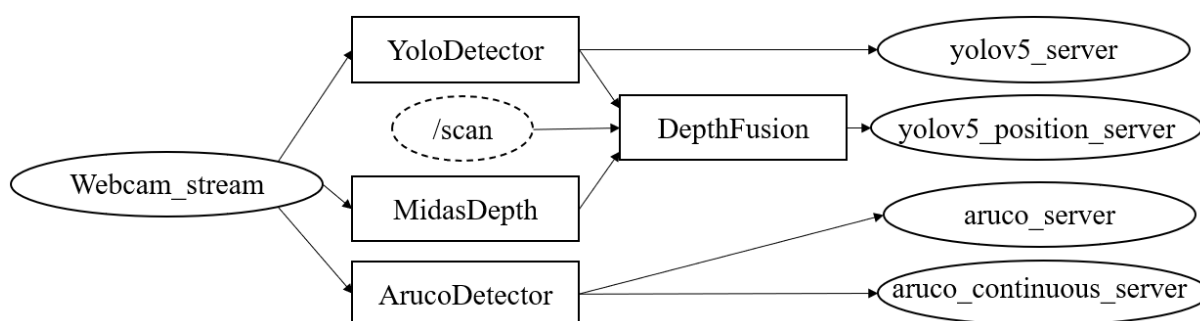 YoloDetector
yolov5_server
/scan
DepthFusion
yolov5_position_server
Webcam_stream
MidasDepth
aruco_server
ArucoDetector
aruco_continuous_server